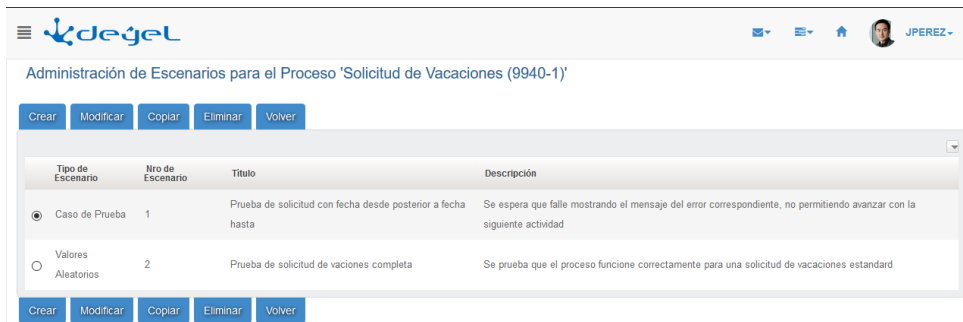 deyel
JPEREZ
Administración de Escenarios para el Proceso 'Solicitud de Vacaciones (9940-1)'
Crear Modificar Copiar Eliminar Volver
Tipo de Escenario Nro de Escenario Título Descripción
Caso de Prueba 1 Prueba de solicitud con fecha desde posterior a fecha hasta Se espera que falle mostrando el mensaje del error correspondiente, no permitiendo avanzar con la siguiente actividad
Valores Aleatorios 2 Prueba de solicitud de vaciones completa Se prueba que el proceso funcione correctamente para una solicitud de vacaciones estandard
Crear Modificar Copiar Eliminar Volver